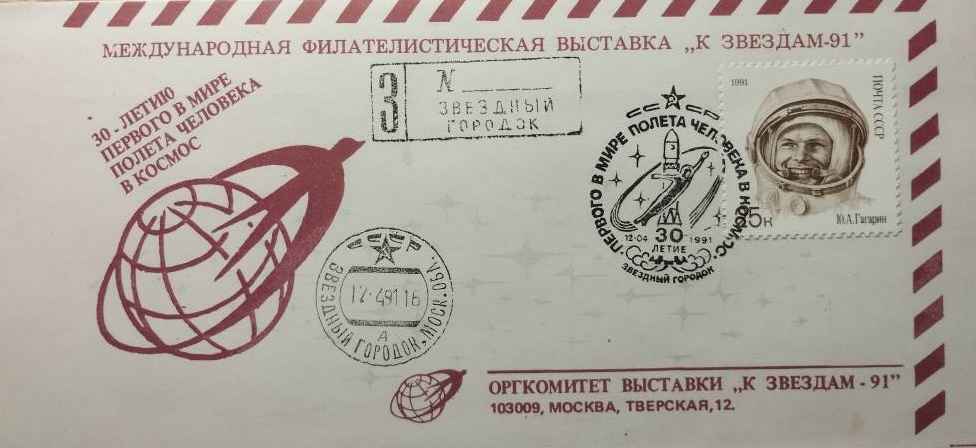 МЕЖДУНАРОДНАЯ ФИЛАТЕЛИСТИЧЕСКАЯ ВЫСТАВКА „К ЗВЕЗДАМ-91”
30-ЛЕТИЮ
ПЕРВОГО В МИРЕ
ПОЛЕТА ЧЕЛОВЕКА
В КОСМОС
З
N
ЗВЕЗДНЫЙ
ГОРОДОК
ПЕРВОГО В МИРЕ ПОЛЕТА ЧЕЛОВЕКА В КОСМОС
12·04 1991
30
ЛЕТИЕ
ЗВЕЗДНЫЙ ГОРОДОК
1991
ПОЧТА СССР
Ю.А.Гагарин
5к
12·491 16
А
ЗВЕЗДНЫЙ ГОРОДОК, МОСК. ОБЛ.
ОРГКОМИТЕТ ВЫСТАВКИ „К ЗВЕЗДАМ - 91”
103009, МОСКВА, ТВЕРСКАЯ,12.